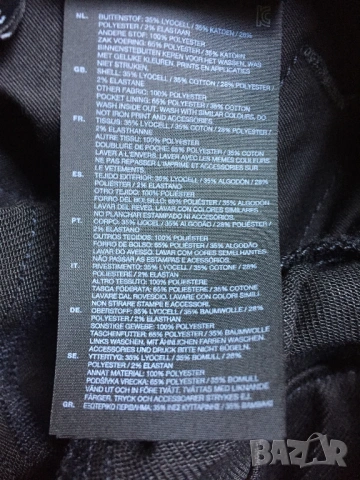 NL. BUITENSTOF: 35% LYOCELL / 35% KATOEN / 28%
POLYESTER / 2% ELASTAAN
ANDERE STOF: 100% POLYESTER
ZAK VOERING: 65% POLYESTER / 35% KATOEN
BINNENSTEBUITEN KEREN VOOR HET WASSEN. WAS
MET GELIJKE KLEUREN. PRINTS EN APPLICATIES
NIET STRIJKEN.
GB. SHELL: 35% LYOCELL / 35% COTTON / 28% POLYESTER /
2% ELASTANE
OTHER FABRIC: 100% POLYESTER
POCKET LINING: 65% POLYESTER / 35% COTTON
WASH INSIDE OUT. WASH WITH SIMILAR COLOURS. DO
NOT IRON PRINT AND ACCESSORIES.
FR. TISSUS: 35% LYOCELL / 35% COTON / 28% POLYESTER /
2% ELASTHANNE
AUTRE TISSU: 100% POLYESTER
DOUBLURE DE POCHE: 65% POLYESTER / 35% COTON
LAVER A L'ENVERS. LAVER AVEC LES MEMES COULEURS.
NE PAS REPASSER L'IMPRIMÉ ET LES ACCESSOIRES DE
LE VETEMENTS.
ES. TEJIDO EXTERIOR: 35% LYOCELL / 35% ALGODÓN / 28%
POLIÉSTER / 2% ELASTANO
TEJIDO OTRO: 100% POLIÉSTER
FORRO DEL BOLSILLO: 65% POLIÉSTER / 35% ALGODÓN
LAVAR DEL REVES. LAVAR CON COLORES SIMILARES.
NO PLANCHAR ESTAMPADO NI ACCESORIOS.
PT. CORPO: 35% LIOCEL / 35% ALGODÃO / 28% POLIÉSTER /
2% ELASTANO
OUTROS TECIDOS: 100% POLIÉSTER
FORRO DO BOLSO: 65% POLIÉSTER / 35% ALGODÃO
LAVAR DO AVESSO. LAVAR COM CORES SEMELHANTES.
NÃO PASSAR ESTAMPAS E ACESSÓRIOS.
IT. RIVESTIMENTO: 35% LYOCELL / 35% COTONE / 28%
POLIESTERE / 2% ELASTAN
ALTRO TESSUTO: 100% POLIESTERE
TASCA FODERATA: 65% POLIESTERE / 35% COTONE
LAVARE DAL ROVESCIO. LAVARE CON COLORI SIMILI
NON STIRARE STAMPE E ACCESSORI.
DE. OBERSTOFF: 35% LYOCELL / 35% BAUMWOLLE / 28%
POLYESTER / 2% ELASTHAN
SONSTIGE GEWEBE: 100% POLYESTER
TASCHENFUTTER: 65% POLYESTER / 35% BAUMWOLLE
LINKS WASCHEN. MIT ÄHNLICHEN FARBEN WASCHEN.
ACCESSOIRES UND DRUCK BITTE NICHT BÜGELN.
SE. YTTERTYG: 35% LYOCELL / 35% BOMULL / 28%
POLYESTER / 2% ELASTAN
ANNAT MATERIAL: 100% POLYESTER
PODŠÍVKA VRECKA: 65% POLYESTER / 35% BOMULL
VÄND UT OCH IN FÖRE TVÄTT. TVÄTTAS MED LIKNANDE
FÄRGER. TRYCK OCH ACCESSOARER STRYKES EJ.
GR. ΕΞΩΤΕΡΙΚΟ ΠΕΡΙΒΛΗΜΑ: 35% ΙΝΕΣ ΚΥΤΤΑΡΙΝΗΣ / 35% ΒΑΜΒΑΚΙ
BAZAR